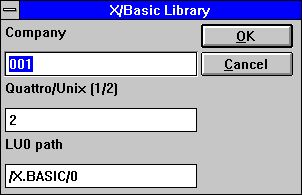 X/Basic Library
Company
OK
001
Cancel
Quattro/Unix (1/2)
2
LU0 path
/X.BASIC/0